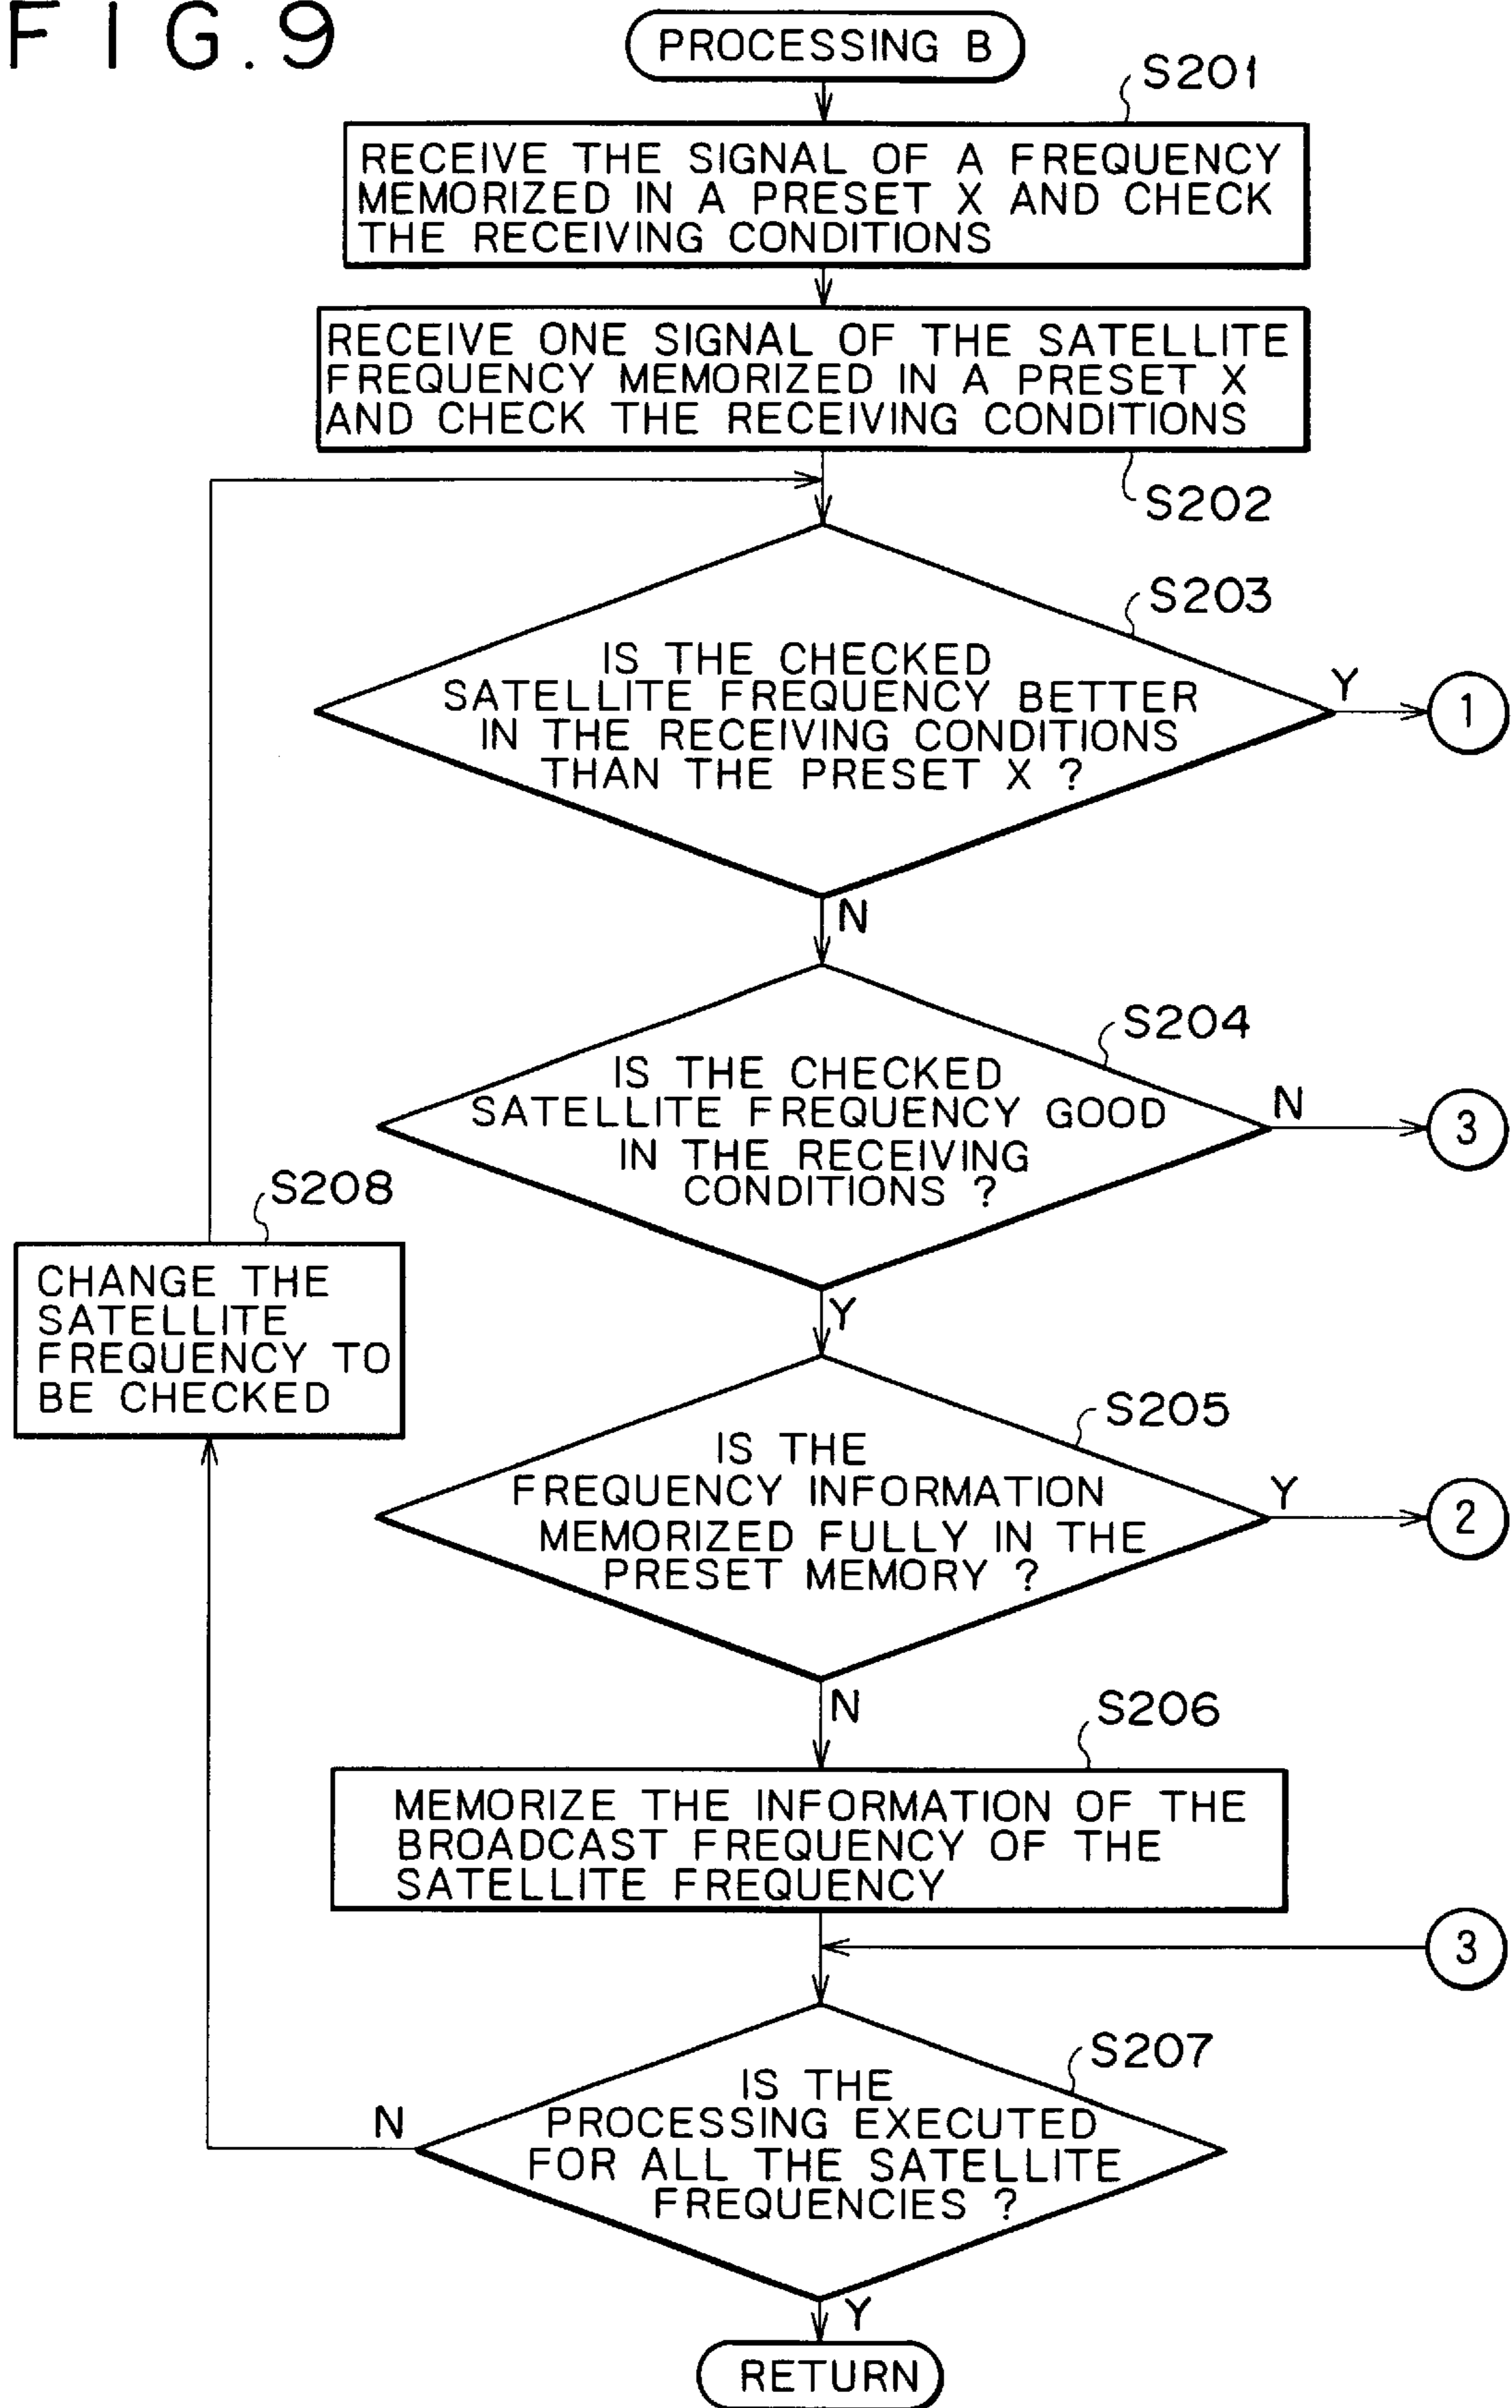 FIG.9
PROCESSING B
S201
RECEIVE THE SIGNAL OF A FREQUENCY
MEMORIZED IN A PRESET X AND CHECK
THE RECEIVING CONDITIONS
RECEIVE ONE SIGNAL OF THE SATELLITE
FREQUENCY MEMORIZED IN A PRESET X
AND CHECK THE RECEIVING CONDITIONS
S202
S203
IS THE CHECKED
SATELLITE FREQUENCY BETTER
IN THE RECEIVING CONDITIONS
THAN THE PRESET X ?
Y
1
N
S204
IS THE CHECKED
SATELLITE FREQUENCY GOOD
IN THE RECEIVING
CONDITIONS ?
N
3
S208
CHANGE THE
SATELLITE
FREQUENCY TO
BE CHECKED
Y
S205
IS THE
FREQUENCY INFORMATION
MEMORIZED FULLY IN THE
PRESET MEMORY ?
Y
2
N
S206
MEMORIZE THE INFORMATION OF THE
BROADCAST FREQUENCY OF THE
SATELLITE FREQUENCY
3
S207
IS THE
PROCESSING EXECUTED
FOR ALL THE SATELLITE
FREQUENCIES ?
N
Y
RETURN